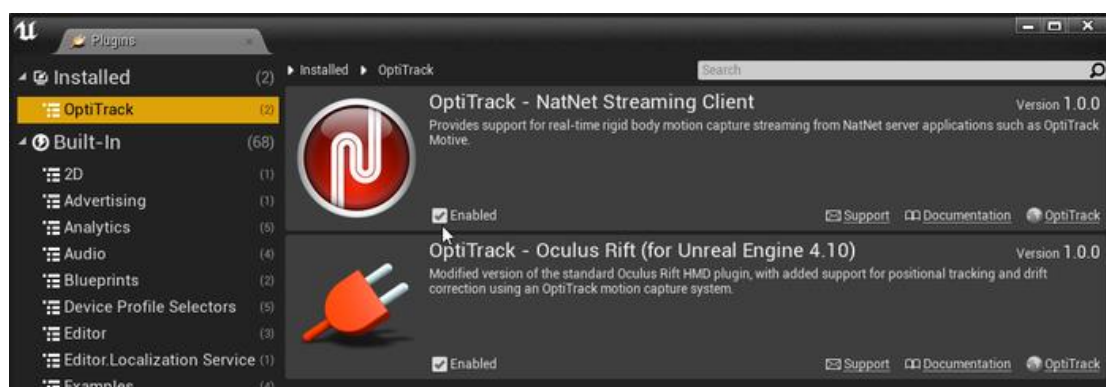 Plugins
Installed (2)
OptiTrack (2)
Built-In (68)
2D (1)
Advertising (1)
Analytics (5)
Audio (4)
Blueprints (2)
Device Profile Selectors (5)
Editor (3)
Editor.Localization Service (1)
Examples (4)
Installed OptiTrack
Search
OptiTrack - NatNet Streaming Client Version 1.0.0
Provides support for real-time rigid body motion capture streaming from NatNet server applications such as OptiTrack
Motive.
Enabled Support Documentation OptiTrack
OptiTrack - Oculus Rift (for Unreal Engine 4.10) Version 1.0.0
Modified version of the standard Oculus Rift HMD plugin, with added support for positional tracking and drift
correction using an OptiTrack motion capture system.
Enabled Support Documentation OptiTrack